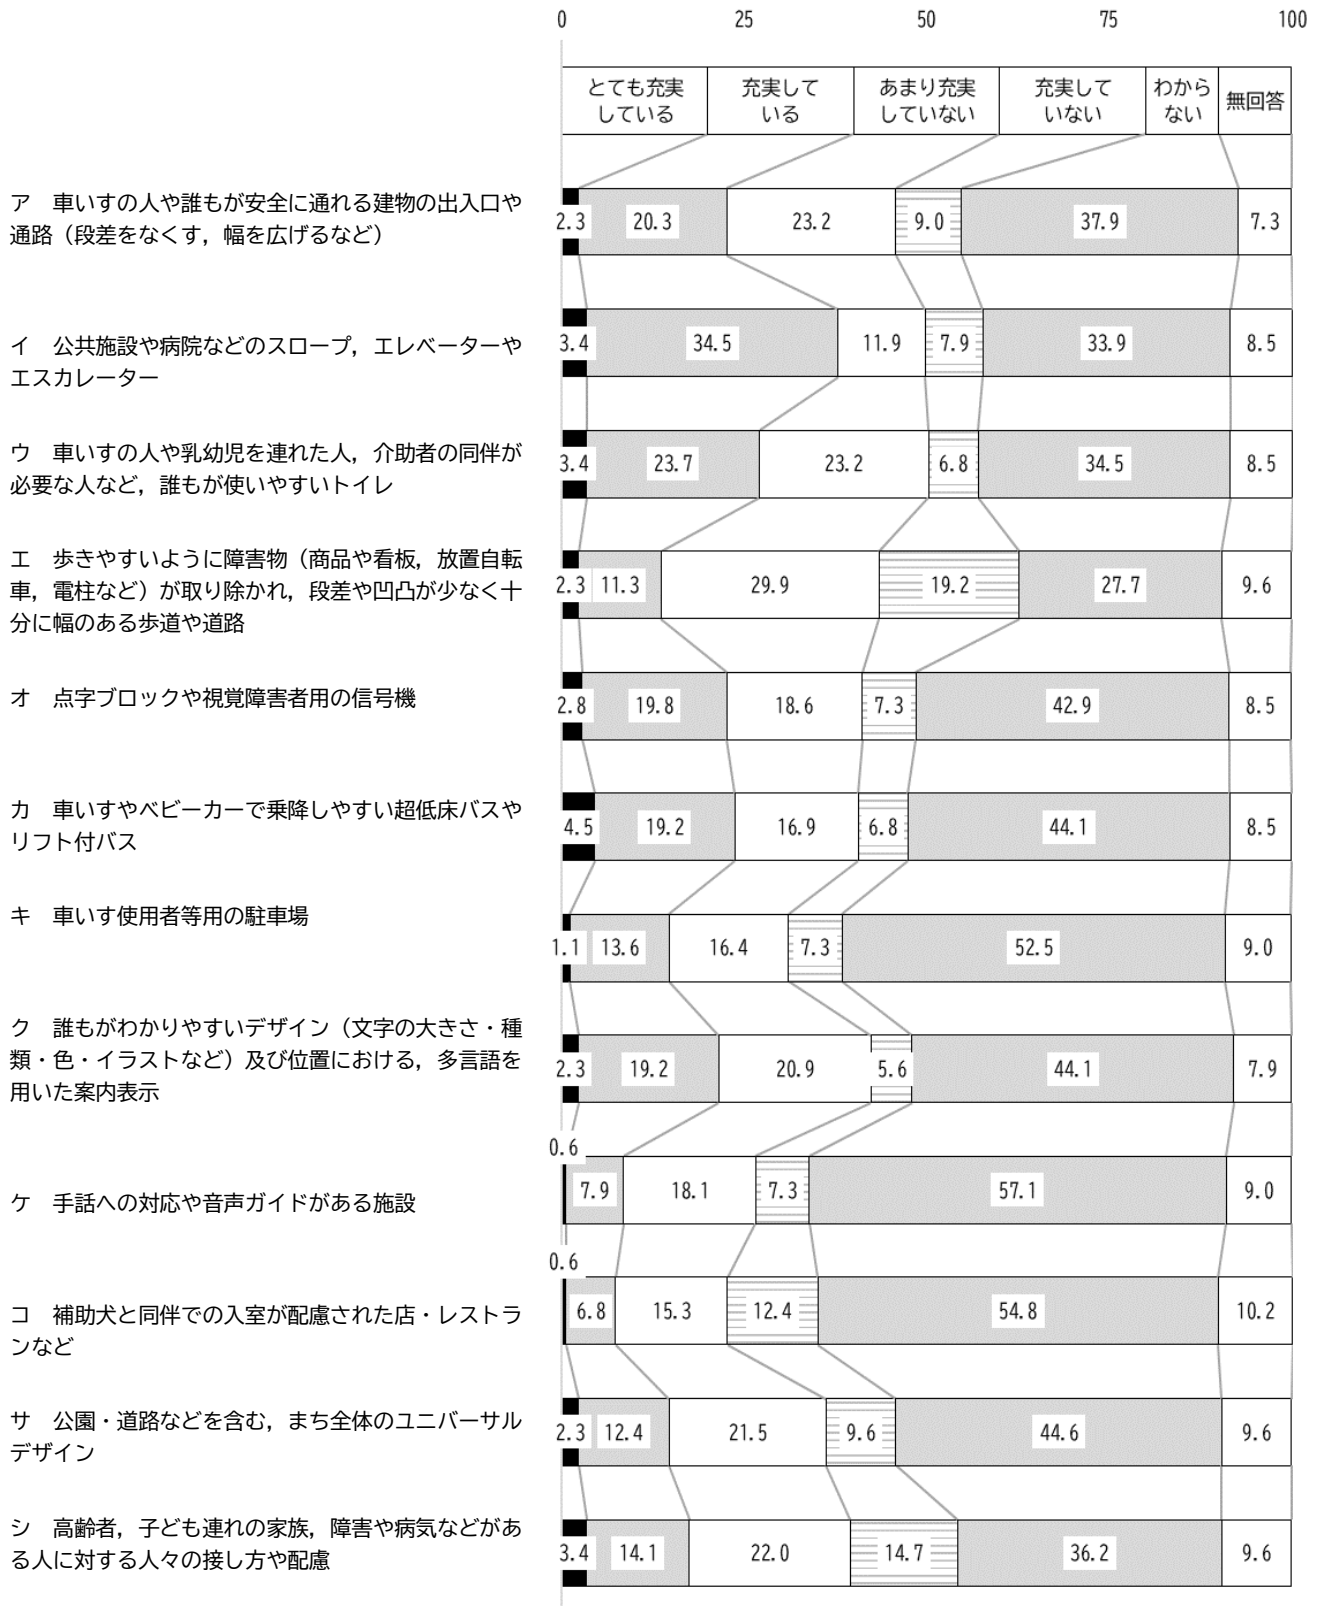 0 25 50 75 100
とても充実
している
充実して
いる
あまり充実
していない
充実して
いない
わから
ない
無回答
ア　車いすの人や誰もが安全に通れる建物の出入口や
通路（段差をなくす，幅を広げるなど）
2.3 20.3 23.2 9.0 37.9 7.3
イ　公共施設や病院などのスロープ，エレベーターや
エスカレーター
3.4 34.5 11.9 7.9 33.9 8.5
ウ　車いすの人や乳幼児を連れた人，介助者の同伴が
必要な人など，誰もが使いやすいトイレ
3.4 23.7 23.2 6.8 34.5 8.5
エ　歩きやすいように障害物（商品や看板，放置自転
車，電柱など）が取り除かれ，段差や凹凸が少なく十
分に幅のある歩道や道路
2.3 11.3 29.9 19.2 27.7 9.6
オ　点字ブロックや視覚障害者用の信号機
2.8 19.8 18.6 7.3 42.9 8.5
カ　車いすやベビーカーで乗降しやすい超低床バスや
リフト付バス
4.5 19.2 16.9 6.8 44.1 8.5
キ　車いす使用者等用の駐車場
1.1 13.6 16.4 7.3 52.5 9.0
ク　誰もがわかりやすいデザイン（文字の大きさ・種
類・色・イラストなど）及び位置における，多言語を
用いた案内表示
2.3 19.2 20.9 5.6 44.1 7.9
ケ　手話への対応や音声ガイドがある施設
0.6 7.9 18.1 7.3 57.1 9.0
コ　補助犬と同伴での入室が配慮された店・レストラ
ンなど
0.6 6.8 15.3 12.4 54.8 10.2
サ　公園・道路などを含む，まち全体のユニバーサル
デザイン
2.3 12.4 21.5 9.6 44.6 9.6
シ　高齢者，子ども連れの家族，障害や病気などがあ
る人に対する人々の接し方や配慮
3.4 14.1 22.0 14.7 36.2 9.6